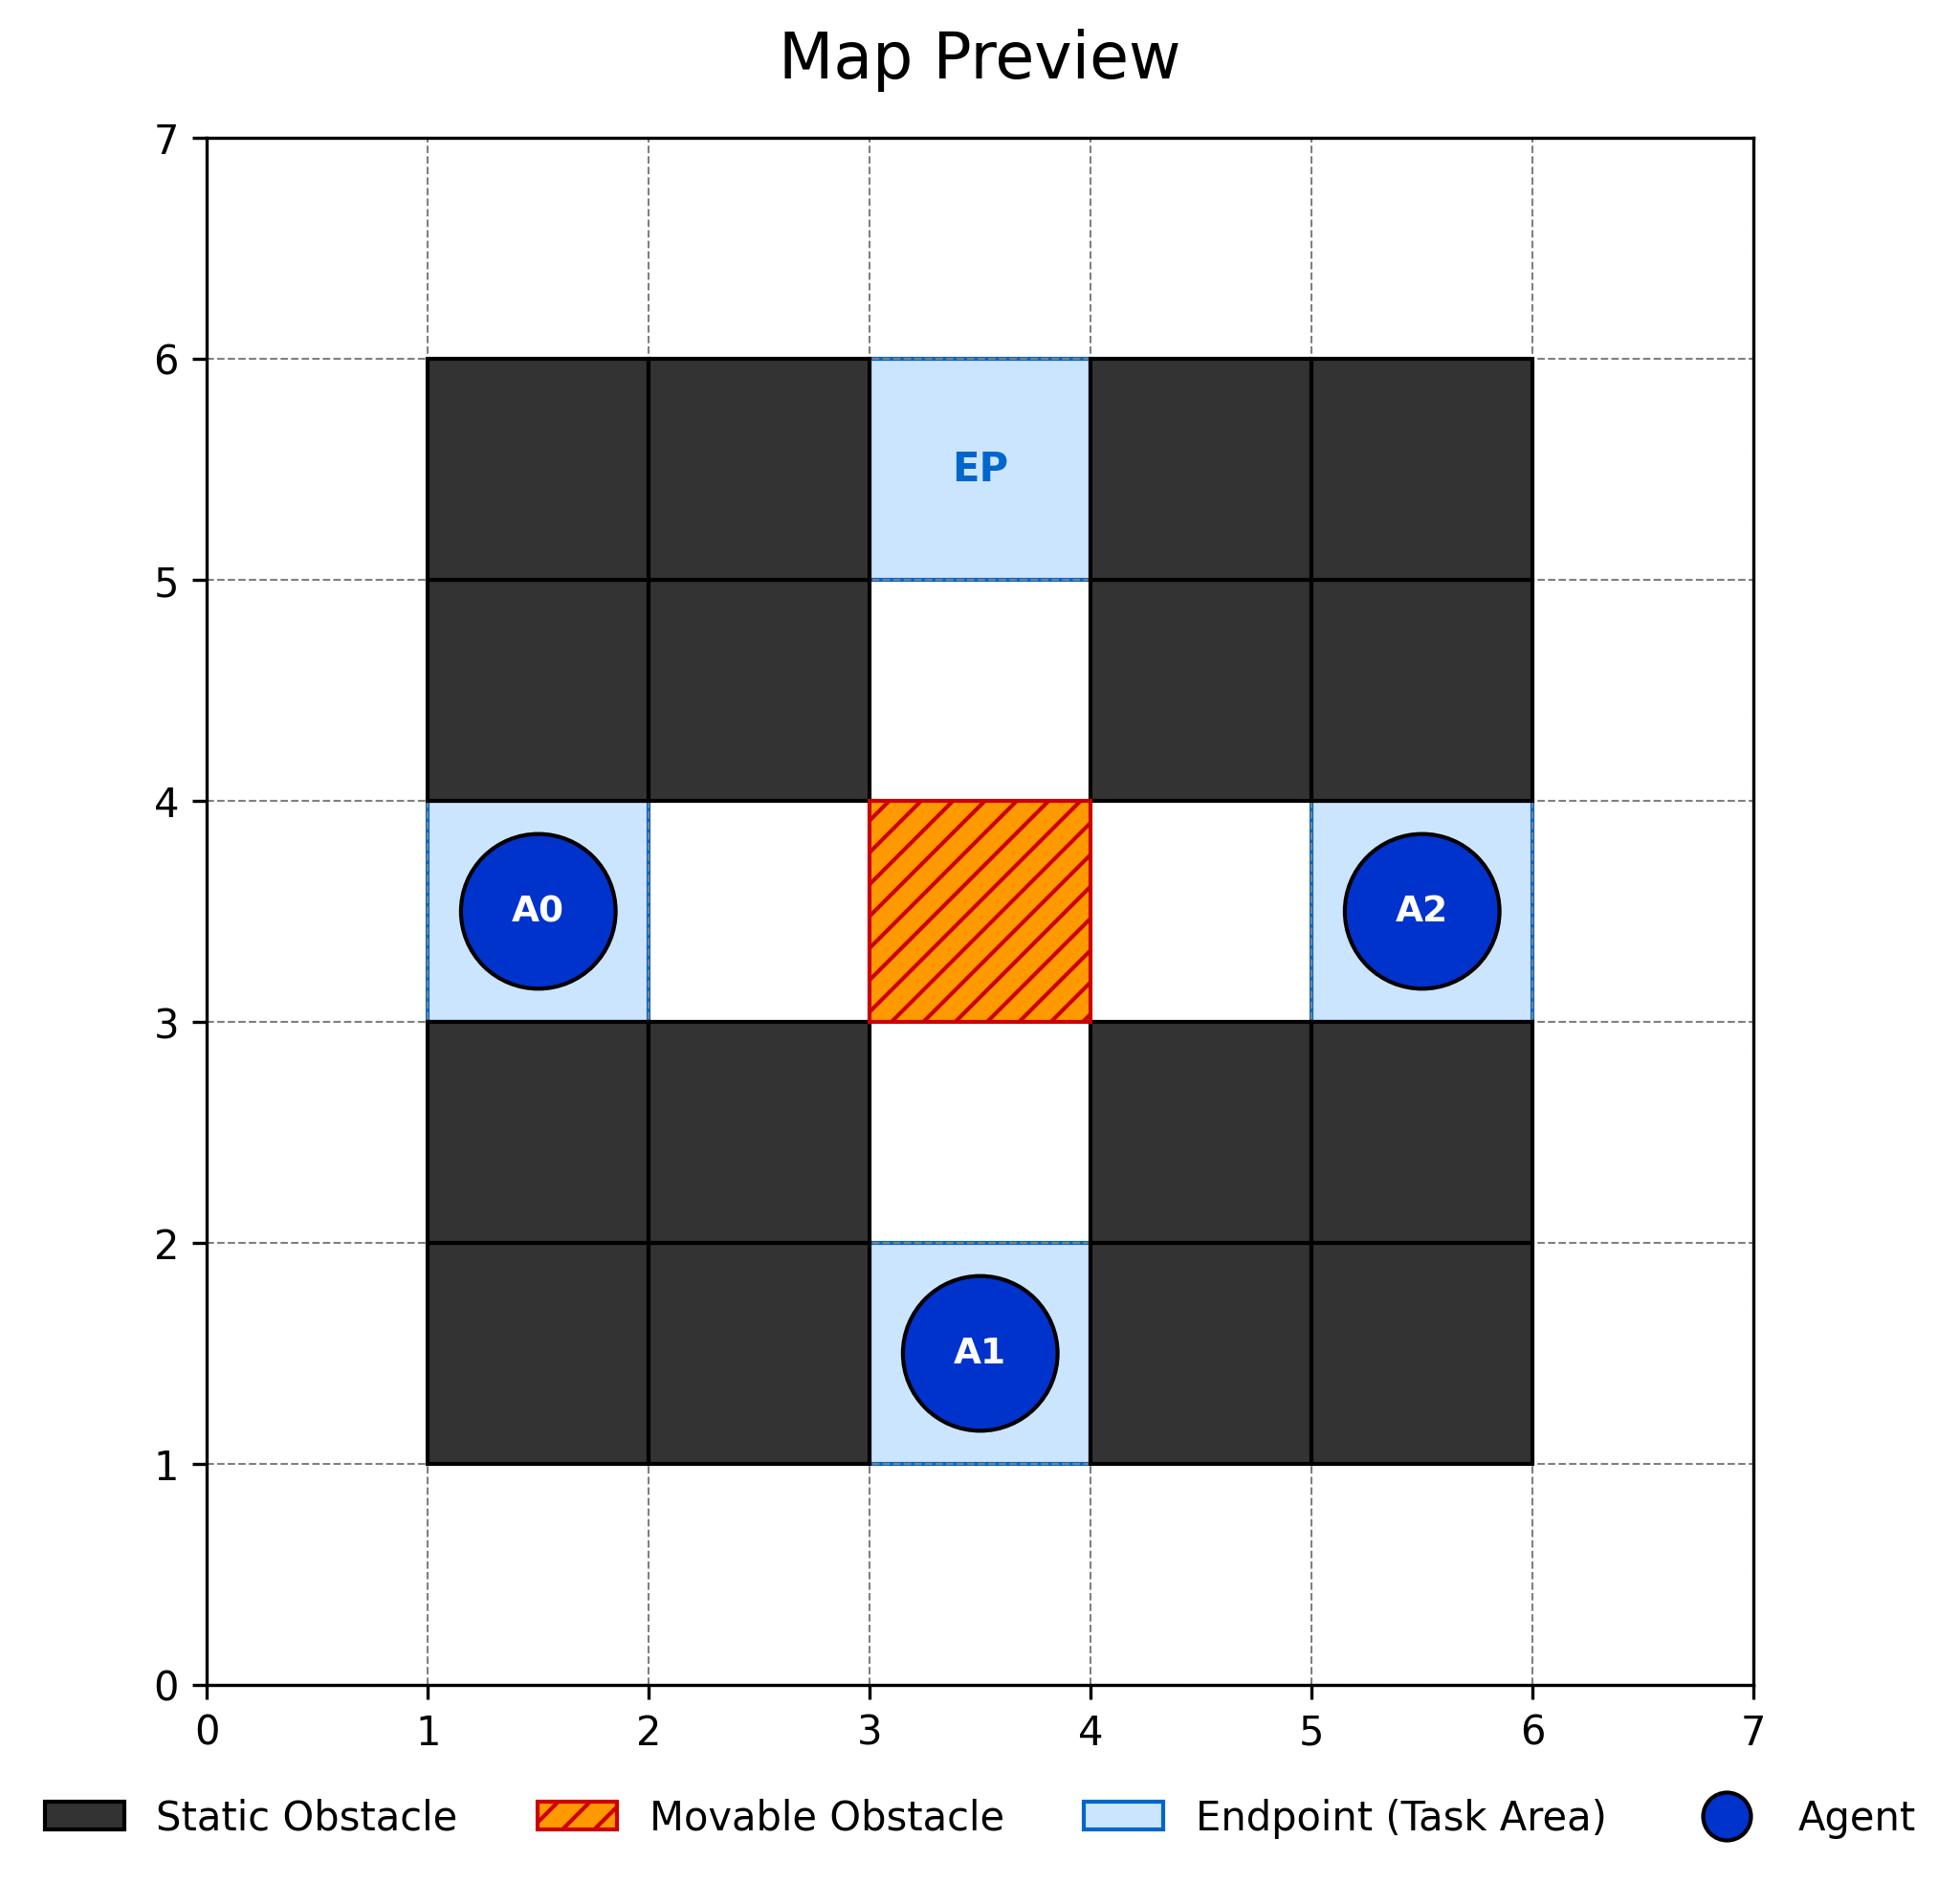 Map Preview
7
6
EP
5
4
A0
A2
3
2
A1
1
0
0 1 2 3 4 5 6 7
Static Obstacle Movable Obstacle Endpoint (Task Area) Agent